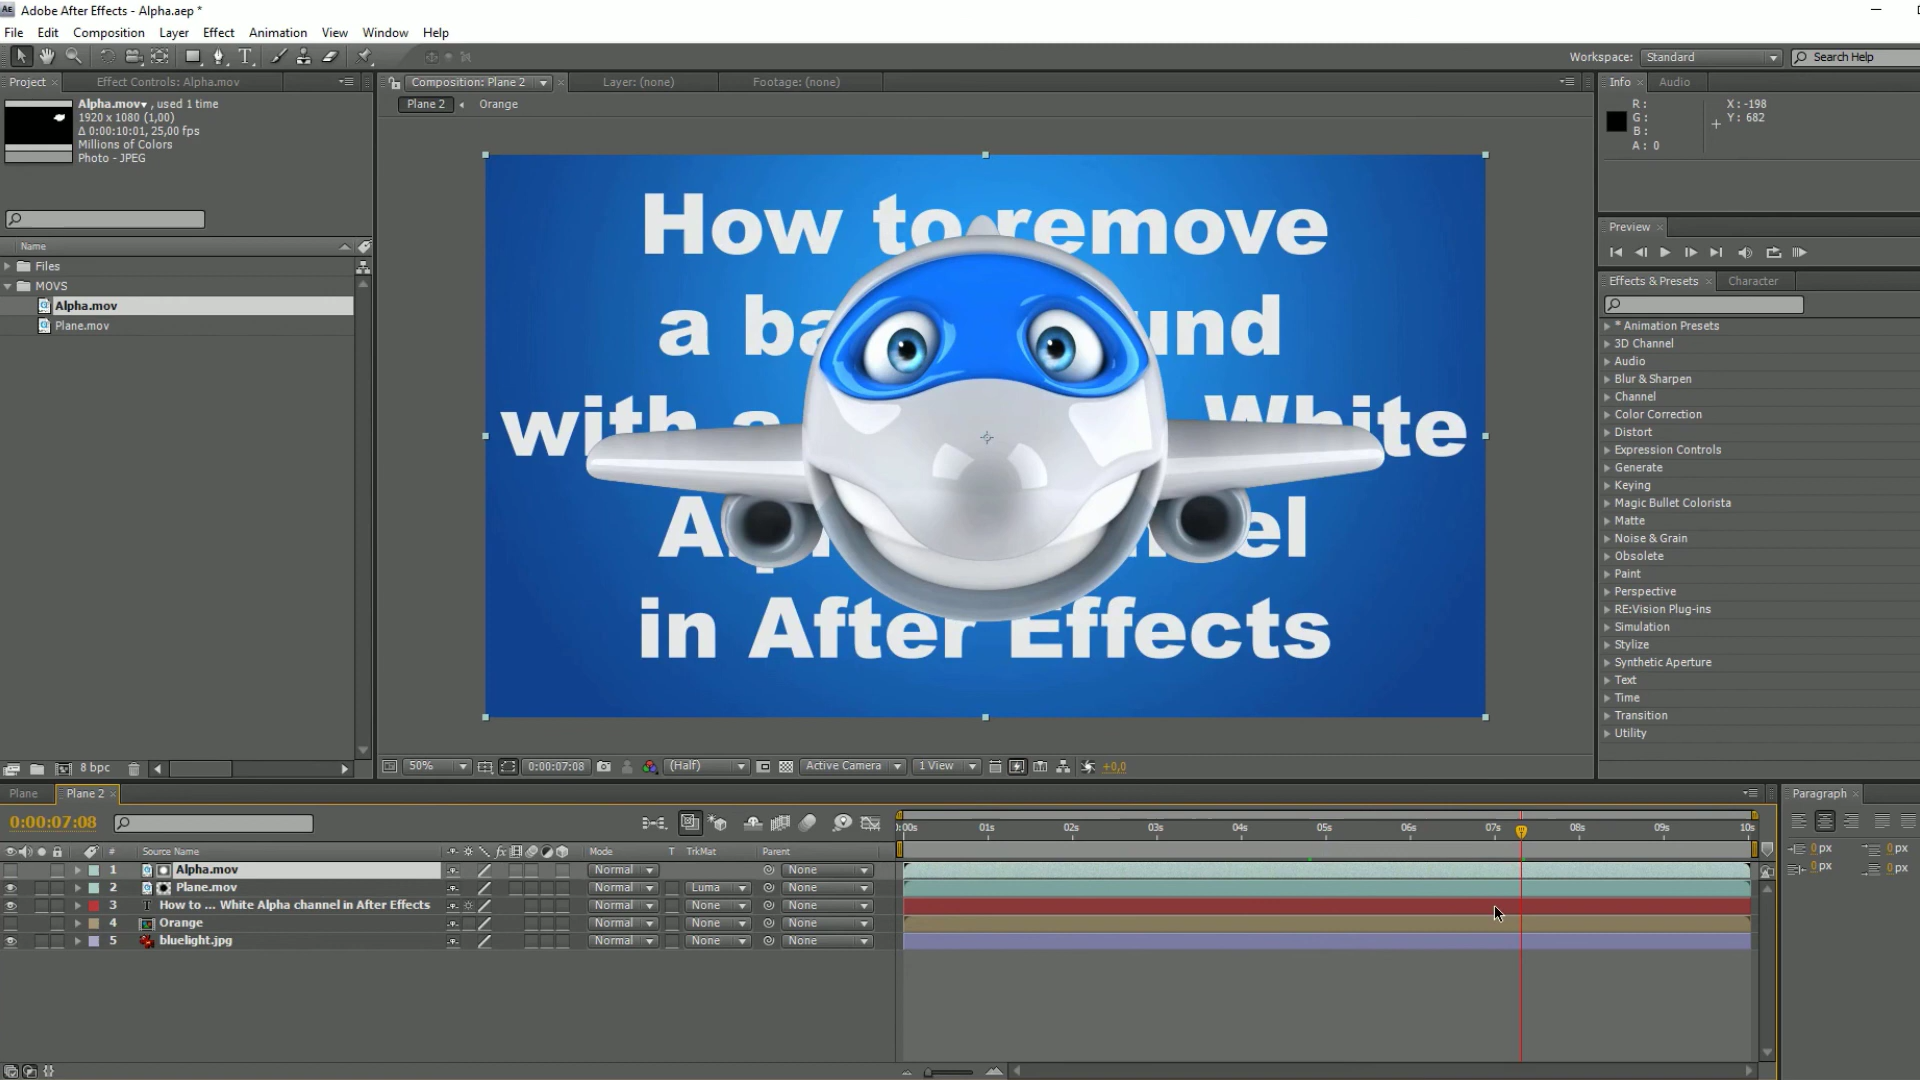 Adobe After Effects - Alpha.aep *
File Edit Composition Layer Effect Animation View Window Help
Workspace: Standard Search Help
Project Effect Controls: Alpha.mov
Composition: Plane 2 Layer: (none) Footage: (none)
Info Audio
Alpha.mov, used 1 time
1920 x 1080 (1,00)
Δ 0:00:10:01, 25,00 fps
Millions of Colors
Photo - JPEG
Plane 2 Orange
R:
G:
B:
A: 0
X: -198
Y: 682
Name
Files
MOVS
Alpha.mov
Plane.mov
How to remove
a ba und
with a White
A el
in After Effects
Preview
Effects & Presets Character
* Animation Presets
3D Channel
Audio
Blur & Sharpen
Channel
Color Correction
Distort
Expression Controls
Generate
Keying
Magic Bullet Colorista
Matte
Noise & Grain
Obsolete
Paint
Perspective
RE:Vision Plug-ins
Simulation
Stylize
Synthetic Aperture
Text
Time
Transition
Utility
8 bpc
50% 0:00:07:08 (Half) Active Camera 1 View +0,0
Plane Plane 2
Paragraph
0:00:07:08
:00s 01s 02s 03s 04s 05s 06s 07s 08s 09s 10s
# Source Name Mode T TrkMat Parent
1 Alpha.mov Normal None
2 Plane.mov Normal Luma None
3 How to ... White Alpha channel in After Effects Normal None None
4 Orange Normal None None
5 bluelight.jpg Normal None None
0 px 0 px
0 px 0 px